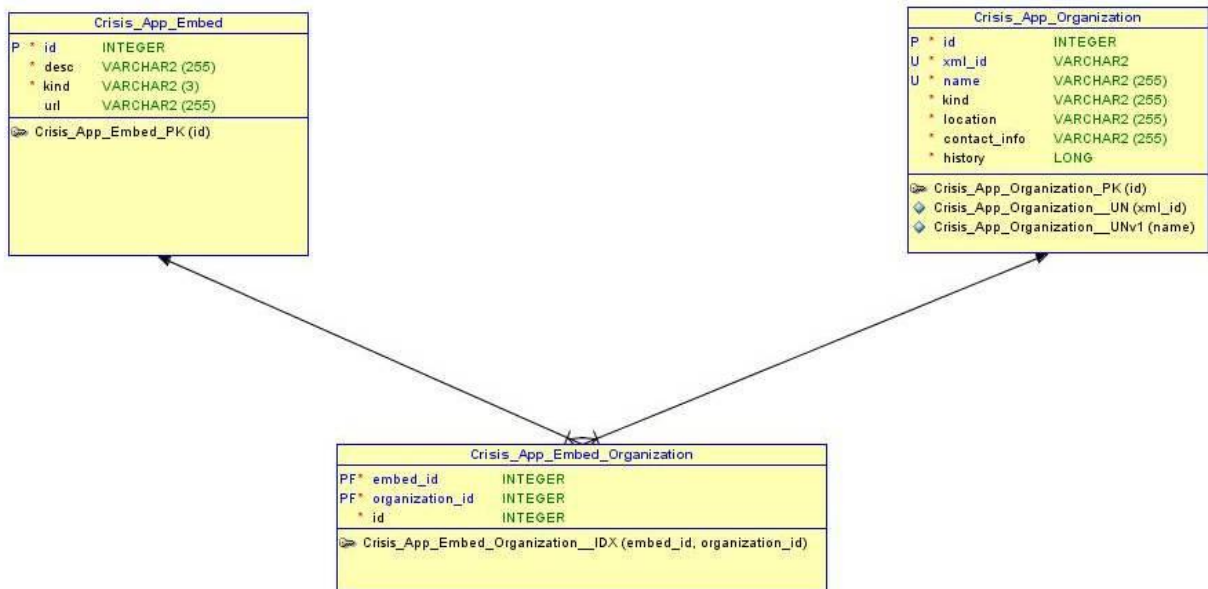 Crisis_App_Embed
P * id INTEGER
* desc VARCHAR2 (255)
* kind VARCHAR2 (3)
url VARCHAR2 (255)
Crisis_App_Embed_PK (id)
Crisis_App_Organization
P * id INTEGER
U * xml_id VARCHAR2
U * name VARCHAR2 (255)
* kind VARCHAR2 (255)
* location VARCHAR2 (255)
* contact_info VARCHAR2 (255)
* history LONG
Crisis_App_Organization_PK (id)
Crisis_App_Organization__UN (xml_id)
Crisis_App_Organization__UNv1 (name)
Crisis_App_Embed_Organization
PF* embed_id INTEGER
PF* organization_id INTEGER
* id INTEGER
Crisis_App_Embed_Organization__IDX (embed_id, organization_id)